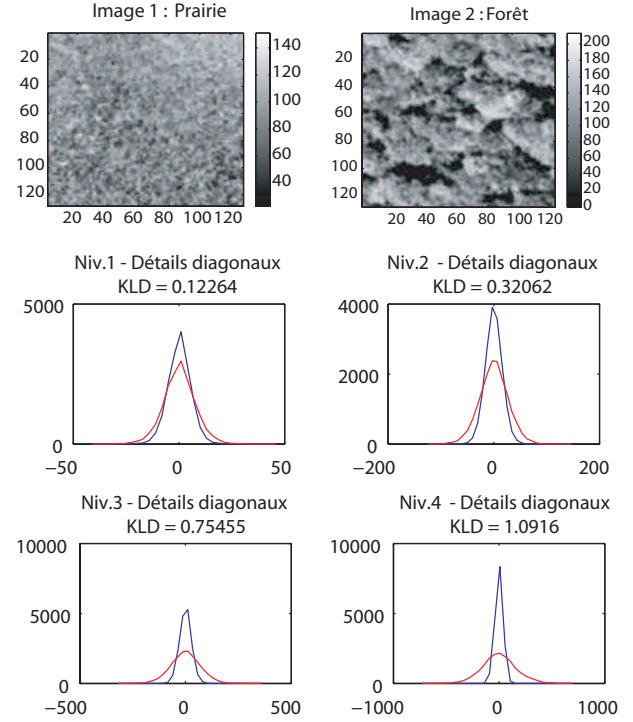 Image 1 : Prairie
20
40
60
80
100
120
20 40 60 80 100 120
140
120
100
80
60
40
Image 2 :Forêt
20
40
60
80
100
120
20 40 60 80 100 120
200
180
160
140
120
100
80
60
40
20
0
Niv.1 - Détails diagonaux
KLD = 0.12264
5000
0
−50 0 50
Niv.2 - Détails diagonaux
KLD = 0.32062
4000
2000
0
−200 0 200
Niv.3 - Détails diagonaux
KLD = 0.75455
10000
5000
0
−500 0 500
Niv.4 - Détails diagonaux
KLD = 1.0916
10000
5000
0
−1000 0 1000